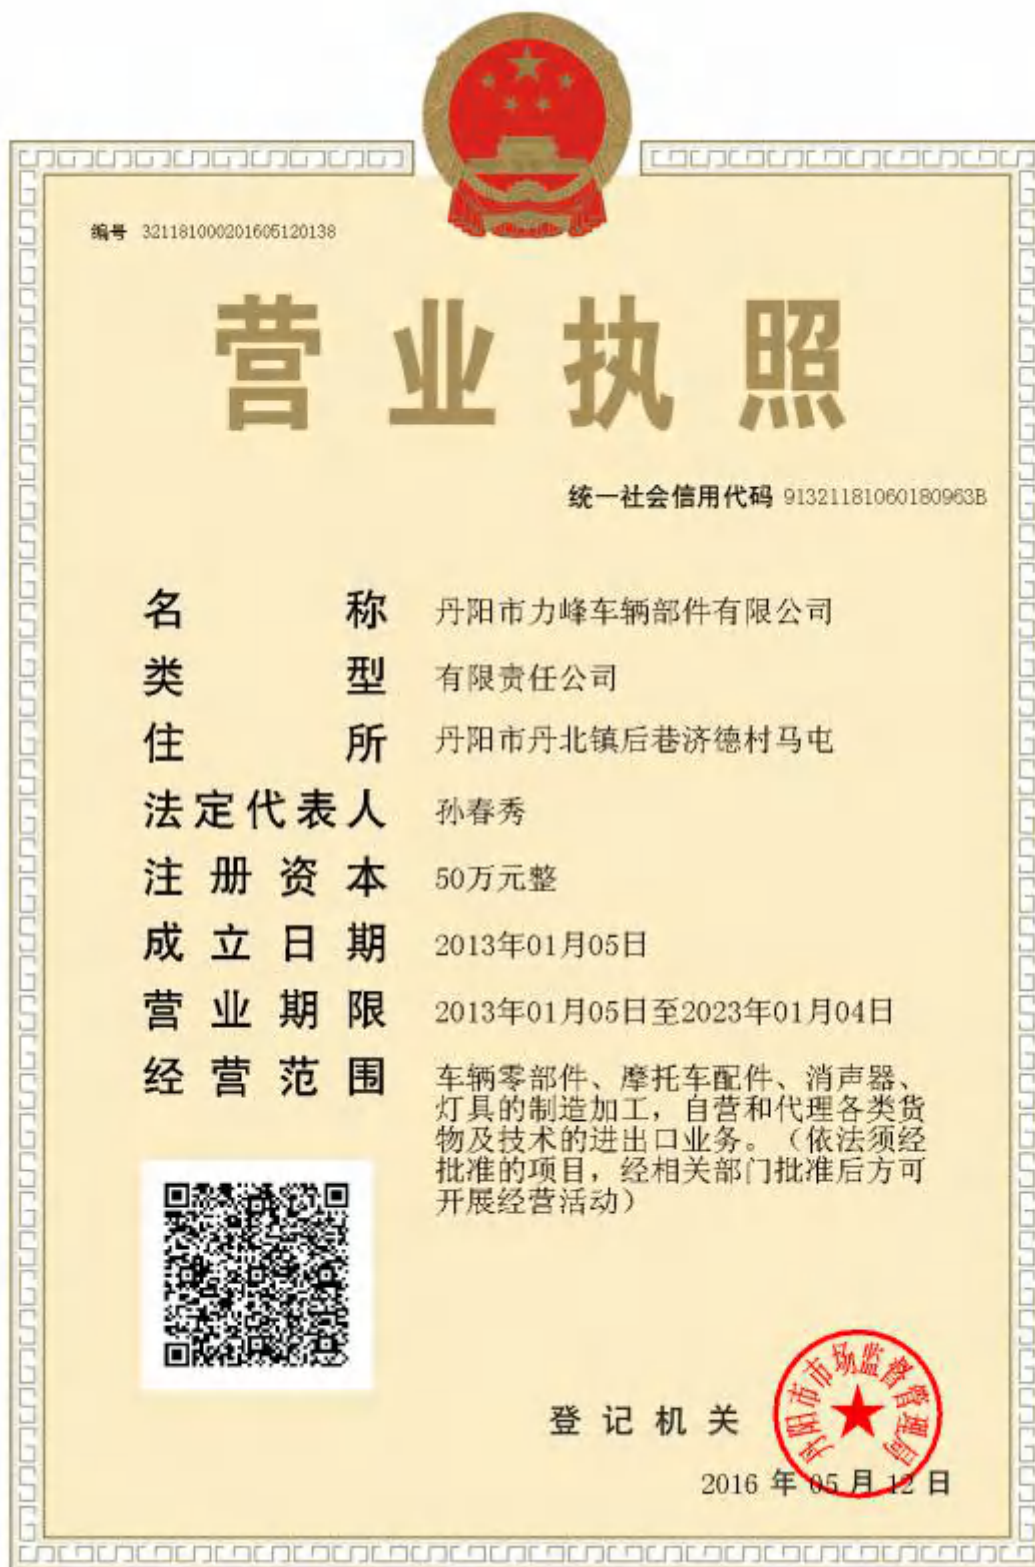 编号 321181000201605120138
营业执照
统一社会信用代码 91321181060180963B
名称 丹阳市力峰车辆部件有限公司
类型 有限责任公司
住所 丹阳市丹北镇后巷济德村马屯
法定代表人 孙春秀
注册资本 50万元整
成立日期 2013年01月05日
营业期限 2013年01月05日至2023年01月04日
经营范围 车辆零部件、摩托车配件、消声器、
灯具的制造加工，自营和代理各类货
物及技术的进出口业务。（依法须经
批准的项目，经相关部门批准后方可
开展经营活动）
登记机关
丹阳市市场监督管理局
2016 年 05 月 12 日